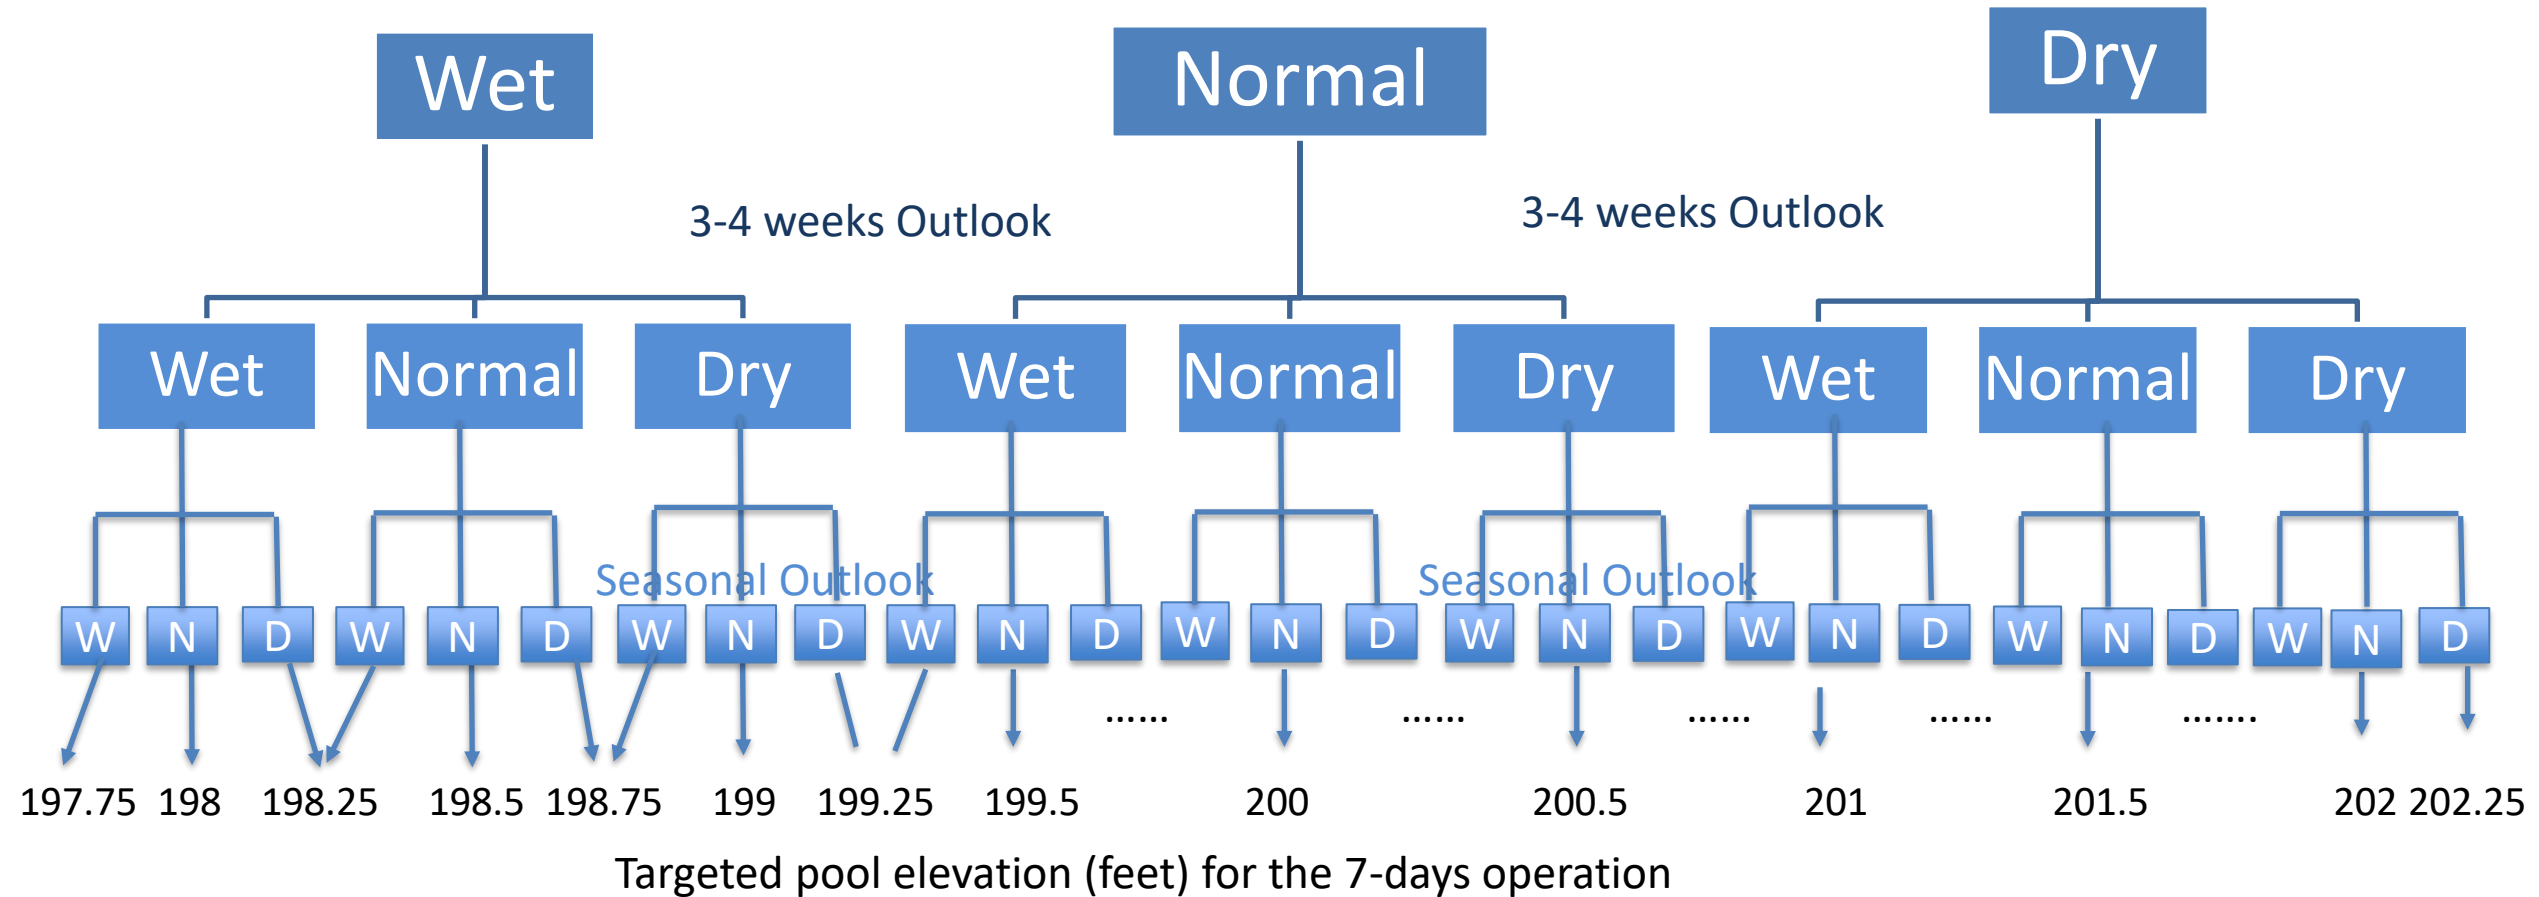 Wet Normal Dry
3-4 weeks Outlook 3-4 weeks Outlook
Wet Normal Dry Wet Normal Dry Wet Normal Dry
Seasonal Outlook Seasonal Outlook
W N D W N D W N D W N D W N D W N D W N D W N D W N D
...... ...... ...... ...... .......
197.75 198 198.25 198.5 198.75 199 199.25 199.5 200 200.5 201 201.5 202 202.25
Targeted pool elevation (feet) for the 7-days operation